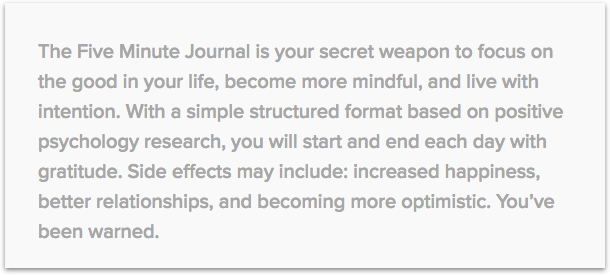 The Five Minute Journal is your secret weapon to focus on
the good in your life, become more mindful, and live with
intention. With a simple structured format based on positive
psychology research, you will start and end each day with
gratitude. Side effects may include: increased happiness,
better relationships, and becoming more optimistic. You’ve
been warned.